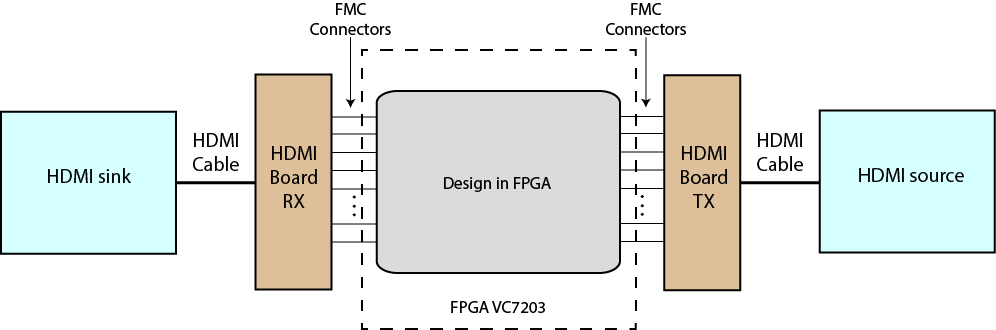 FMC
Connectors
FMC
Connectors
HDMI sink
HDMI
Cable
HDMI
Board
RX
Design in FPGA
HDMI
Board
TX
HDMI
Cable
HDMI source
FPGA VC7203